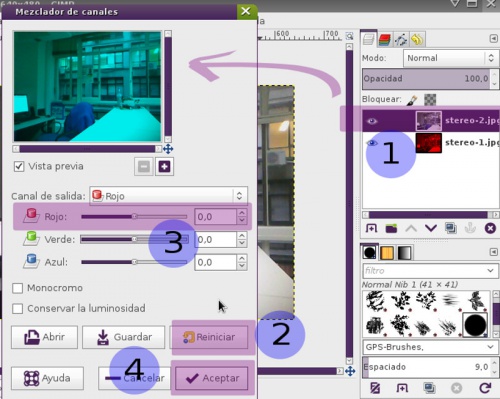 Mezclador de canales
Vista previa
Canal de salida: Rojo
Rojo: 0,0
Verde: 0,0
Azul: 0,0
Monocromo
Conservar la luminosidad
Abrir
Guardar
Reiniciar
Ayuda
Cancelar
Aceptar
1
2
3
4
600
700
Modo: Normal
Opacidad 100,0
Bloquear:
stereo-2.jpg
stereo-1.jpg
filtro
Normal Nib 1 (41 × 41)
GPS-Brushes,
Espaciado 9,0